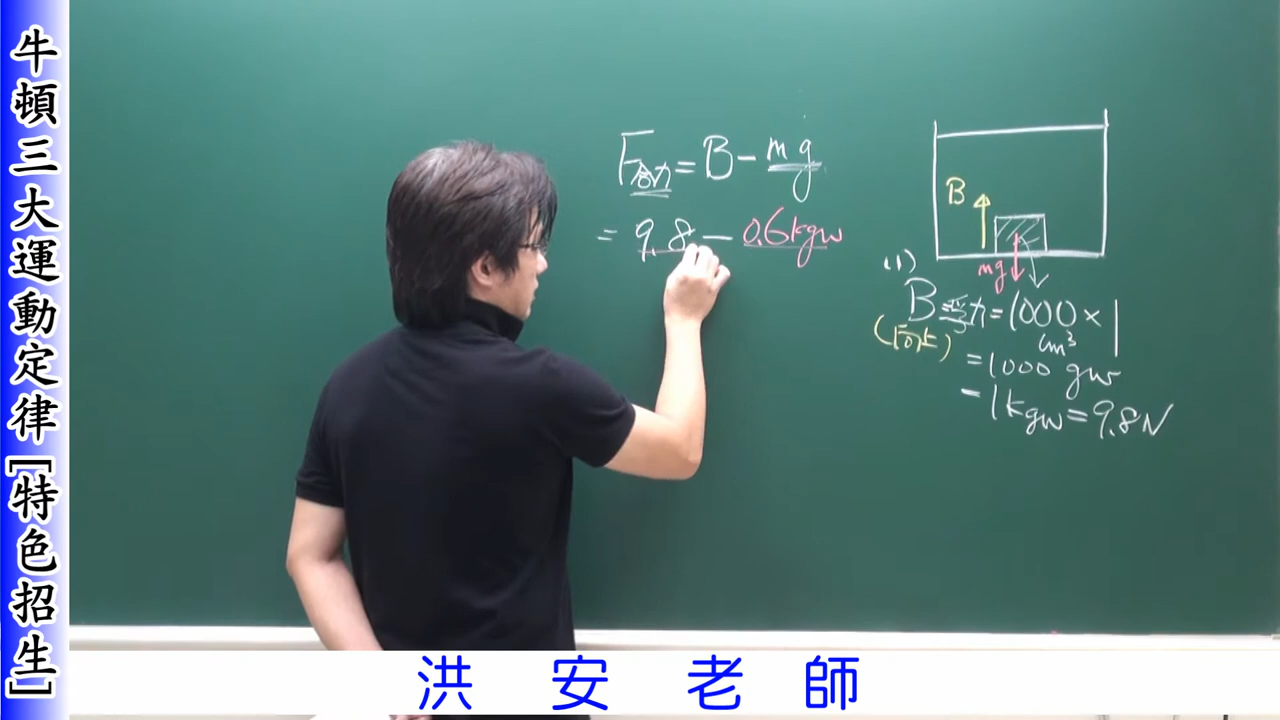 牛頓三大運動定律[特色招生]
F合力=B-mg
= 9.8-0.6kgw
B
mg
(1)
B浮力=1000×1
cm³
(向上)
=1000 gw
=1kgw=9.8N
洪安老師